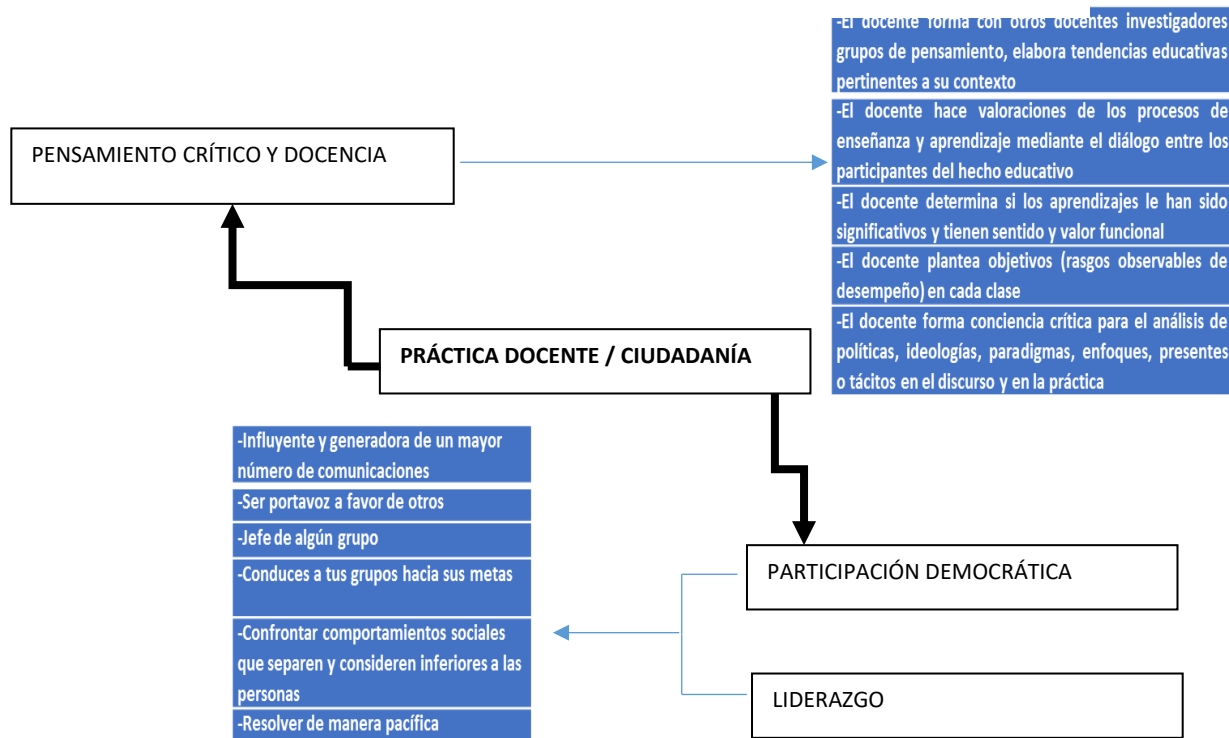 -El docente forma con otros docentes investigadores
grupos de pensamiento, elabora tendencias educativas
pertinentes a su contexto
-El docente hace valoraciones de los procesos de
enseñanza y aprendizaje mediante el diálogo entre los
participantes del hecho educativo
-El docente determina si los aprendizajes le han sido
significativos y tienen sentido y valor funcional
-El docente plantea objetivos (rasgos observables de
desempeño) en cada clase
-El docente forma conciencia crítica para el análisis de
políticas, ideologías, paradigmas, enfoques, presentes
o tácitos en el discurso y en la práctica
PENSAMIENTO CRÍTICO Y DOCENCIA
PRÁCTICA DOCENTE / CIUDADANÍA
-Influyente y generadora de un mayor
número de comunicaciones
-Ser portavoz a favor de otros
-Jefe de algún grupo
-Conduces a tus grupos hacia sus metas
-Confrontar comportamientos sociales
que separen y consideren inferiores a las
personas
-Resolver de manera pacífica
PARTICIPACIÓN DEMOCRÁTICA
LIDERAZGO